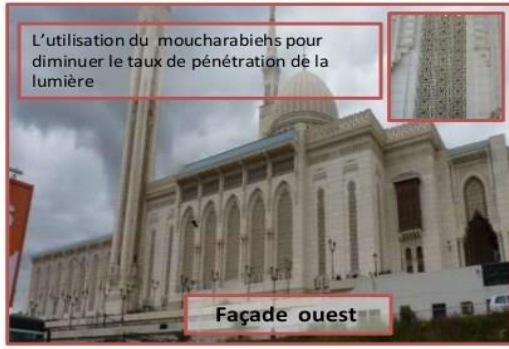 L'utilisation du moucharabiehs pour
diminuer le taux de pénétration de la
lumière
Façade ouest